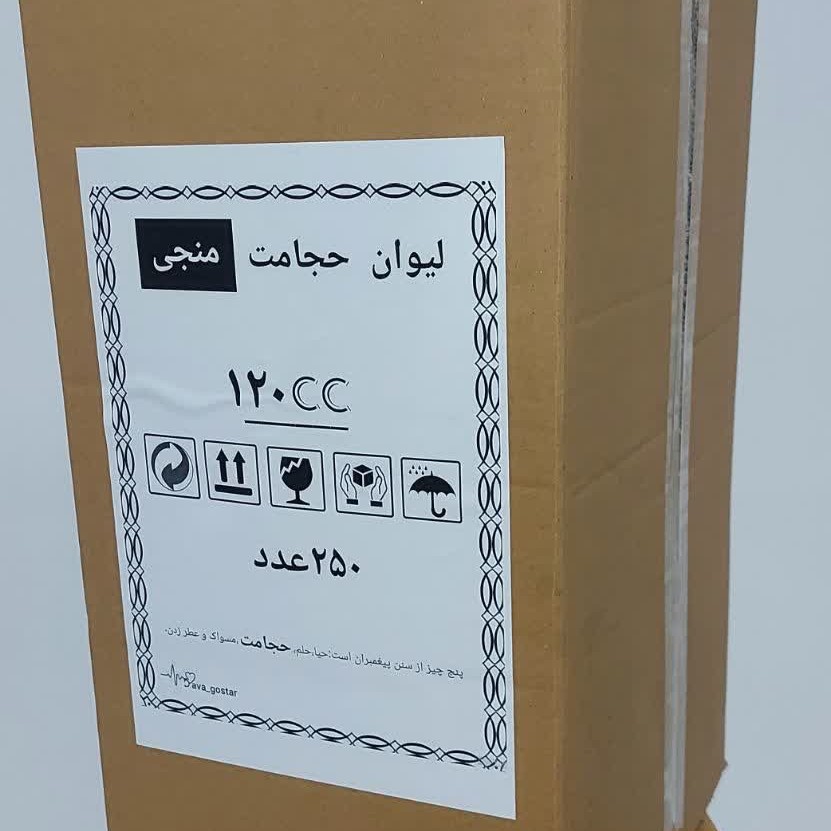 لیوان حجامت منجی
۱۲۰CC
۲۵۰عدد
پنج چیز از سنن پیغمبران است:حیا،حلم، حجامت،مسواک و عطر زدن.
ava_gostar